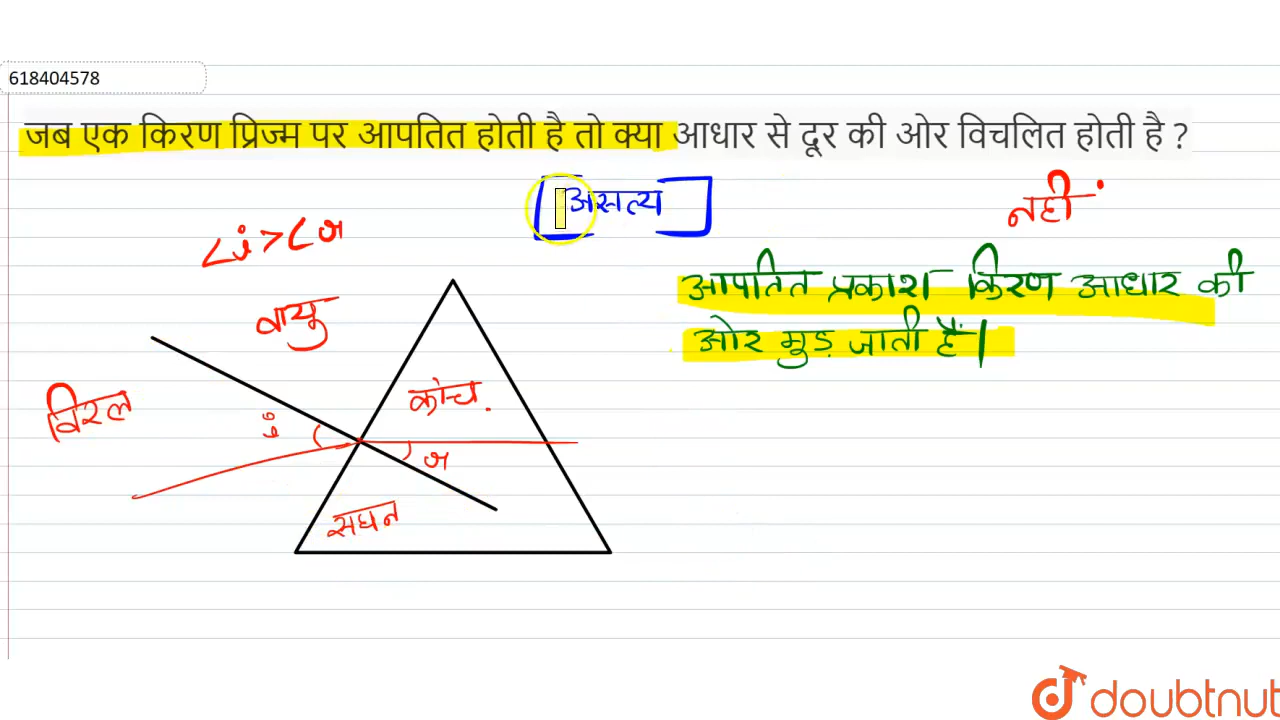 618404578
जब एक किरण प्रिज्म पर आपतित होती है तो क्या आधार से दूर की ओर विचलित होती है ?
[असत्य]
नहीं
∠i > ∠r
आपतित प्रकाश किरण आधार की
ओर मुड़ जाती हैं।
वायु
विरल
काँच.
i
r
सघन
doubtnut